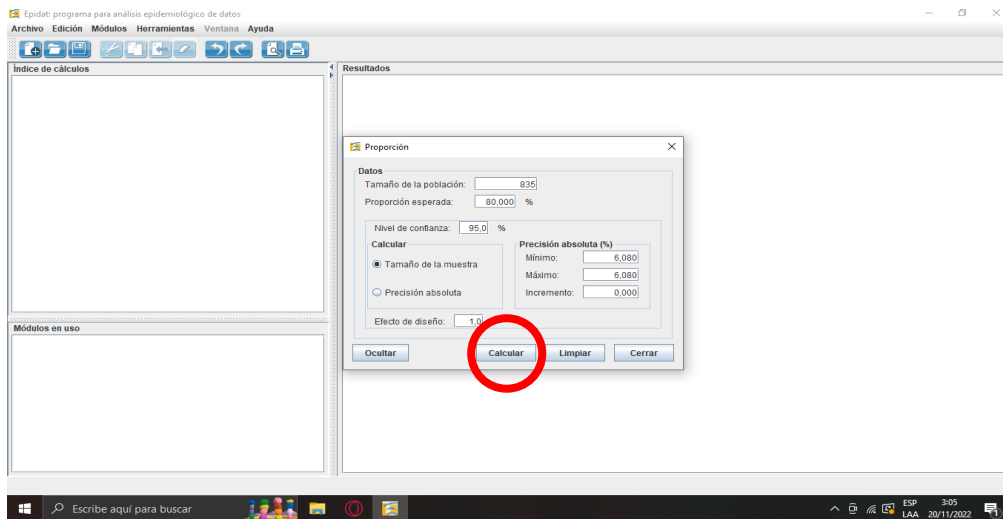 Epidat: programa para análisis epidemiológico de datos
Archivo Edición Módulos Herramientas Ventana Ayuda
Índice de cálculos
Resultados
Proporción
Datos
Tamaño de la población: 835
Proporción esperada: 80,000 %
Nivel de confianza: 95,0 %
Calcular
Tamaño de la muestra
Precisión absoluta
Precisión absoluta (%)
Mínimo: 6,080
Máximo: 6,080
Incremento: 0,000
Efecto de diseño: 1,0
Ocultar Calcular Limpiar Cerrar
Módulos en uso
Escribe aquí para buscar
ESP
LAA
3:05
20/11/2022